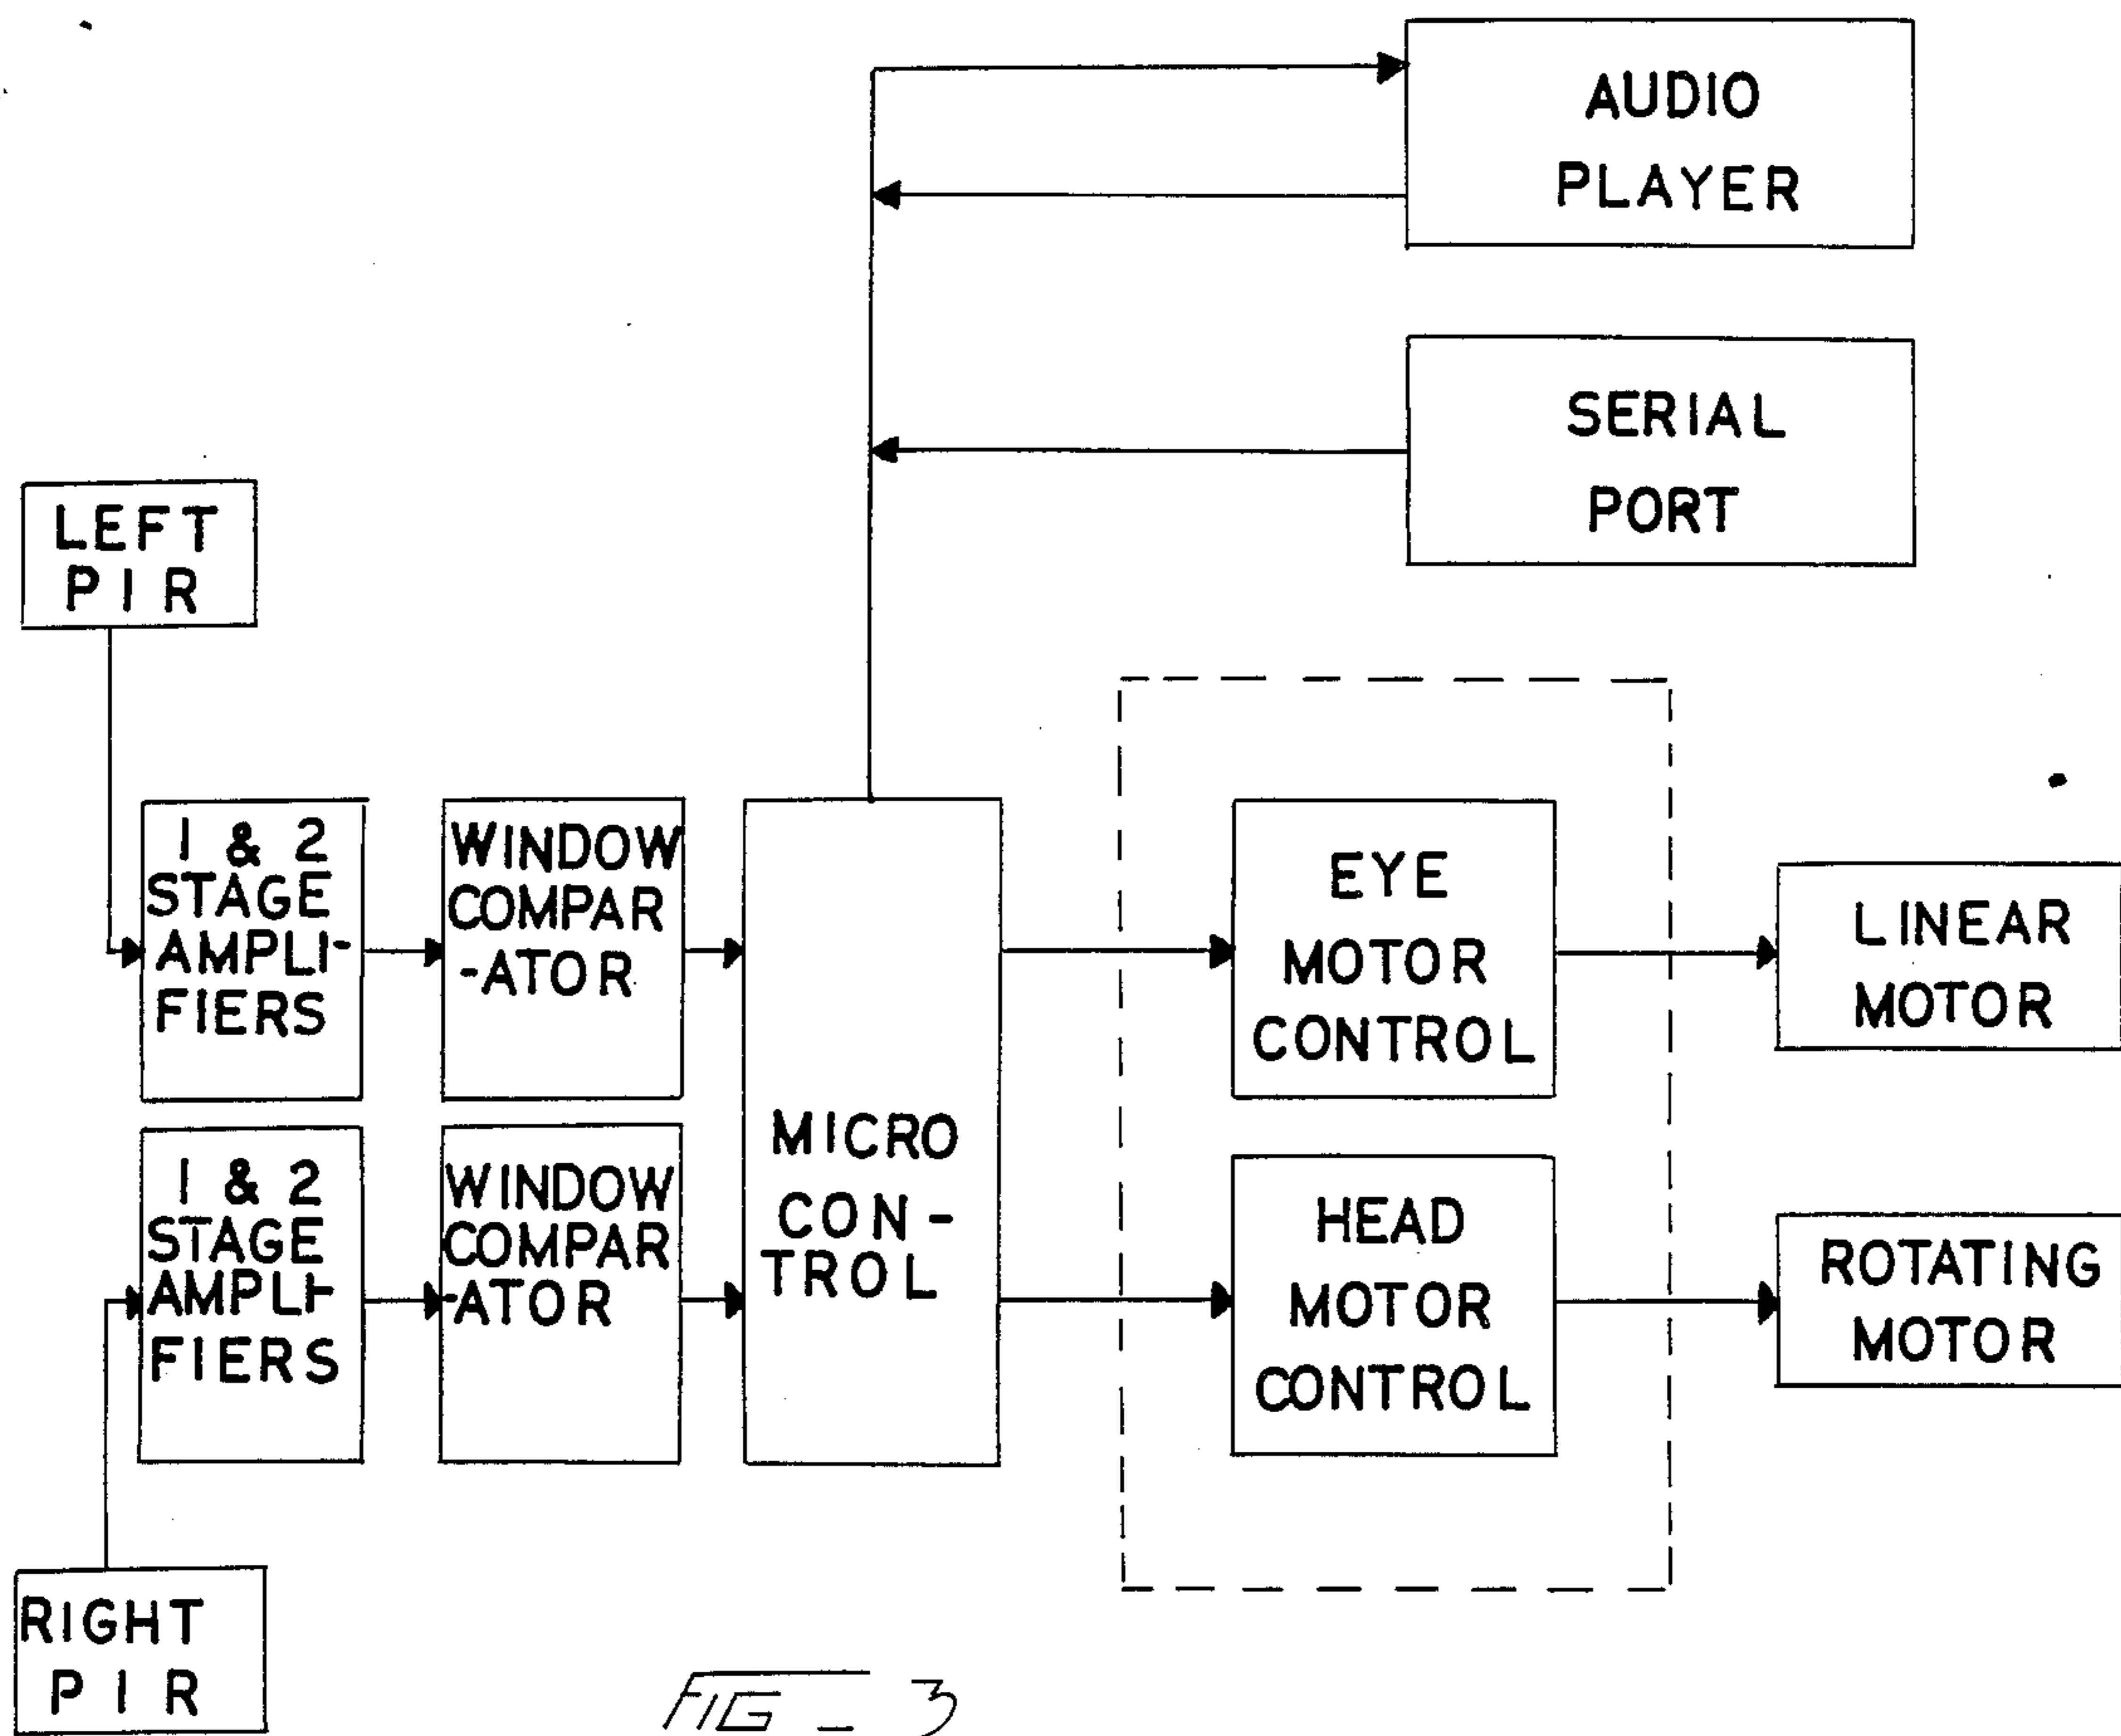 AUDIO
PLAYER
SERIAL
PORT
LEFT
PIR
1 & 2
STAGE
AMPLI-
FIERS
WINDOW
COMPAR
-ATOR
MICRO
CON-
TROL
EYE
MOTOR
CONTROL
LINEAR
MOTOR
1 & 2
STAGE
AMPLI-
FIERS
WINDOW
COMPAR
-ATOR
HEAD
MOTOR
CONTROL
ROTATING
MOTOR
RIGHT
PIR
FIG - 3